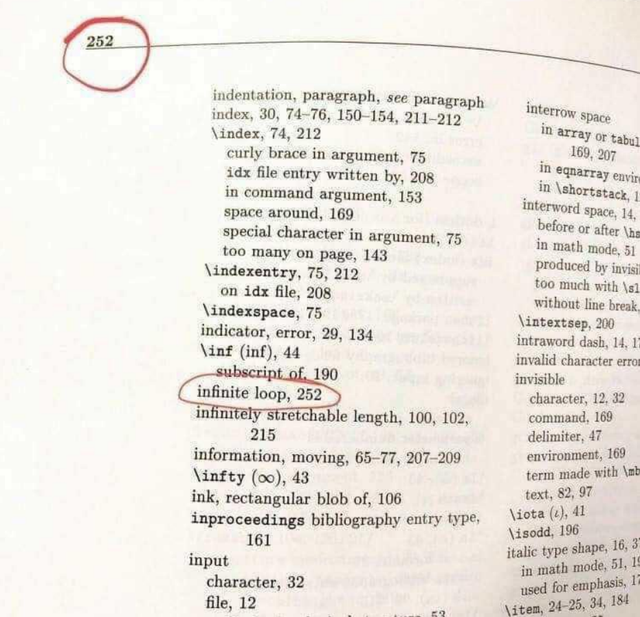 252
indentation, paragraph, see paragraph
index, 30, 74–76, 150–154, 211–212
\index, 74, 212
curly brace in argument, 75
idx file entry written by, 208
in command argument, 153
space around, 169
special character in argument, 75
too many on page, 143
\indexentry, 75, 212
on idx file, 208
\indexspace, 75
indicator, error, 29, 134
\inf (inf), 44
subscript of, 190
infinite loop, 252
infinitely stretchable length, 100, 102,
215
information, moving, 65–77, 207–209
\infty (∞), 43
ink, rectangular blob of, 106
inproceedings bibliography entry type,
161
input
character, 32
file, 12
53
interrow space
in array or
169, 207
in eqnarray
in \shortstack,
interword space, 14,
before or after
in math mode, 51
produced by
too much with
without line break,
\intextsep, 200
intraword dash, 14,
invalid character
invisible
character, 12, 32
command, 169
delimiter, 47
environment, 169
term made with
text, 82, 97
\iota (ι), 41
\isodd, 196
italic type shape, 16,
in math mode, 51,
used for emphasis,
\item, 24–25, 34, 184